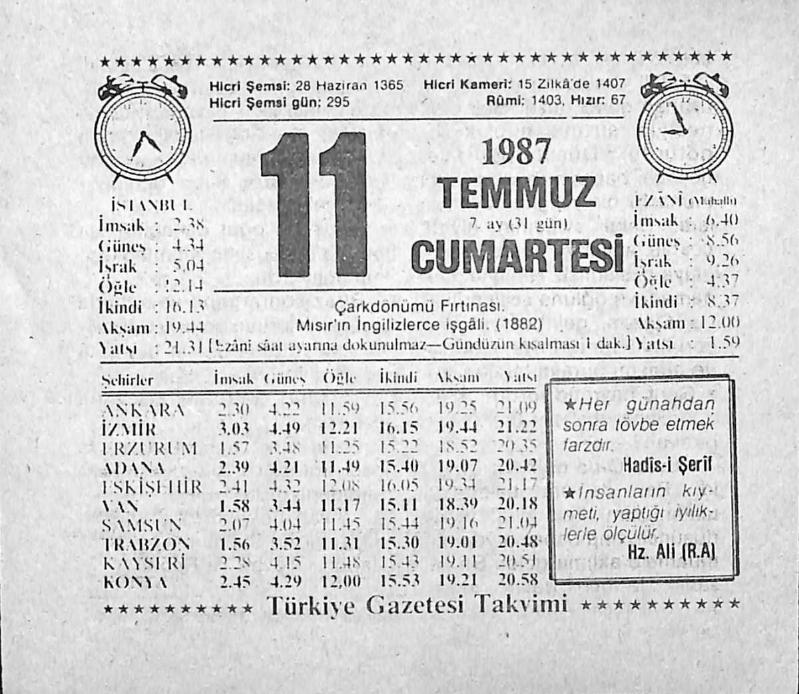 Hicri Şemsi: 28 Haziran 1365 Hicri Kameri: 15 Zilkâ'de 1407
Hicri Şemsi gün: 295 Rûmi: 1403, Hızır: 67
11
1987
TEMMUZ
7. ay (31 gün)
CUMARTESİ
İSTANBUL
İmsak : 2.38
Güneş : 4.34
İşrak : 5.04
Öğle : 12.14
İkindi : 16.13
Akşam : 19.44
Yatsı : 21.31
EZÂNİ (Mahalli)
İmsak : 6.40
Güneş : 8.56
İşrak : 9.26
Öğle : 4.37
İkindi : 8.37
Akşam : 12.00
Yatsı : 1.59
Çarkdönümü Fırtınası.
Mısır'ın İngilizlerce işgâli. (1882)
[Ezâni sâat ayarına dokunulmaz—Gündüzün kısalması 1 dak.]
Şehirler İmsak Güneş Öğle İkindi Akşam Yatsı
ANKARA 2.30 4.22 11.59 15.56 19.25 21.09
İZMİR 3.03 4.49 12.21 16.15 19.44 21.22
ERZURUM 1.57 3.48 11.25 15.22 18.52 20.35
ADANA 2.39 4.21 11.49 15.40 19.07 20.42
ESKİŞEHİR 2.41 4.32 12.08 16.05 19.34 21.17
VAN 1.58 3.44 11.17 15.11 18.39 20.18
SAMSUN 2.07 4.04 11.45 15.44 19.16 21.04
TRABZON 1.56 3.52 11.31 15.30 19.01 20.48
KAYSERİ 2.28 4.15 11.48 15.43 19.11 20.51
KONYA 2.45 4.29 12,00 15.53 19.21 20.58
★Her günahdan
sonra tövbe etmek
farzdır.
Hadis-i Şerif
★İnsanların kıy-
meti, yaptığı iyilik-
lerle ölçülür.
Hz. Ali (R.A)
★★★★★★★★★★ Türkiye Gazetesi Takvimi ★★★★★★★★★★